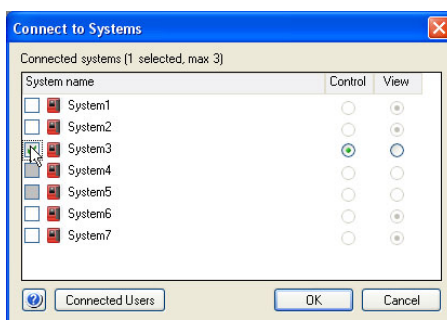 Connect to Systems
Connected systems (1 selected, max 3)
System name Control View
System1
System2
System3
System4
System5
System6
System7
Connected Users OK Cancel